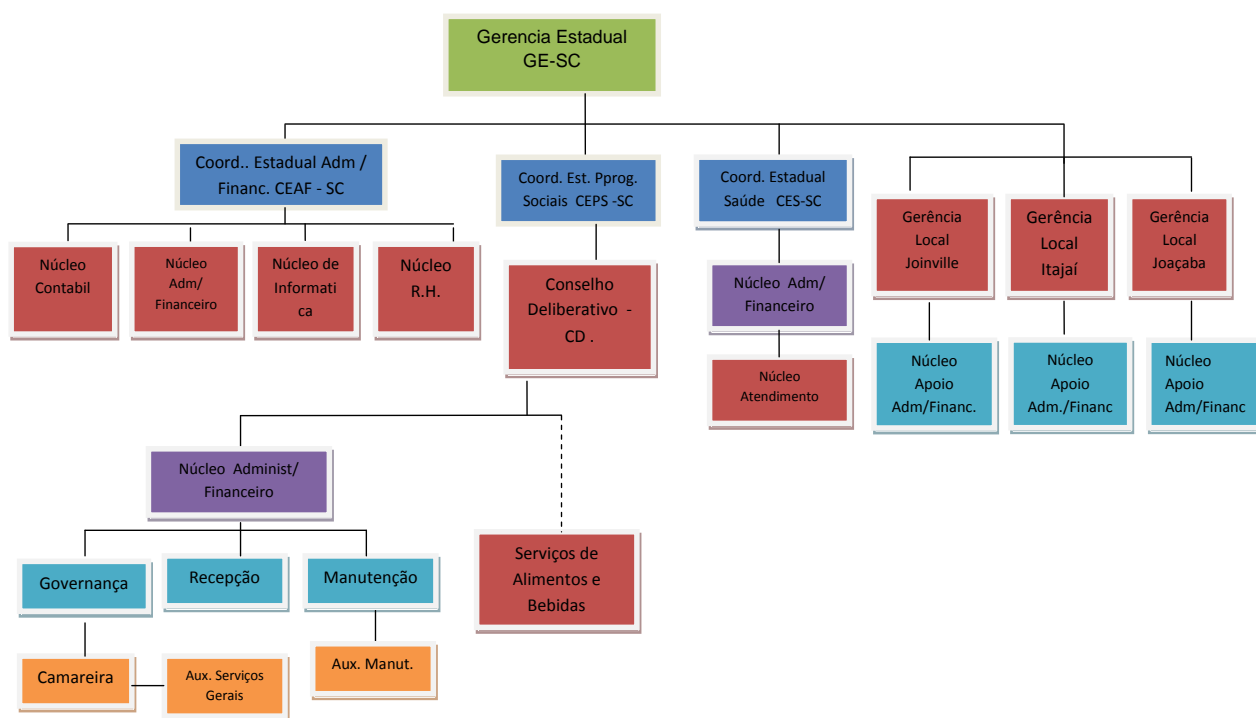 Gerencia Estadual
GE-SC
Coord.. Estadual Adm /
Financ. CEAF - SC
Coord. Est. Pprog.
Sociais CEPS -SC
Coord. Estadual
Saúde CES-SC
Gerência
Local
Joinville
Gerência
Local
Itajaí
Gerência
Local
Joaçaba
Núcleo
Contabil
Núcleo
Adm/
Financeiro
Núcleo de
Informati
ca
Núcleo
R.H.
Conselho
Deliberativo -
CD .
Núcleo Adm/
Financeiro
Núcleo
Atendimento
Núcleo
Apoio
Adm/Financ.
Núcleo
Apoio
Adm./Financ
Núcleo
Apoio
Adm/Financ
Núcleo Administ/
Financeiro
Governança
Recepção
Manutenção
Serviços de
Alimentos e
Bebidas
Camareira
Aux. Serviços
Gerais
Aux. Manut.